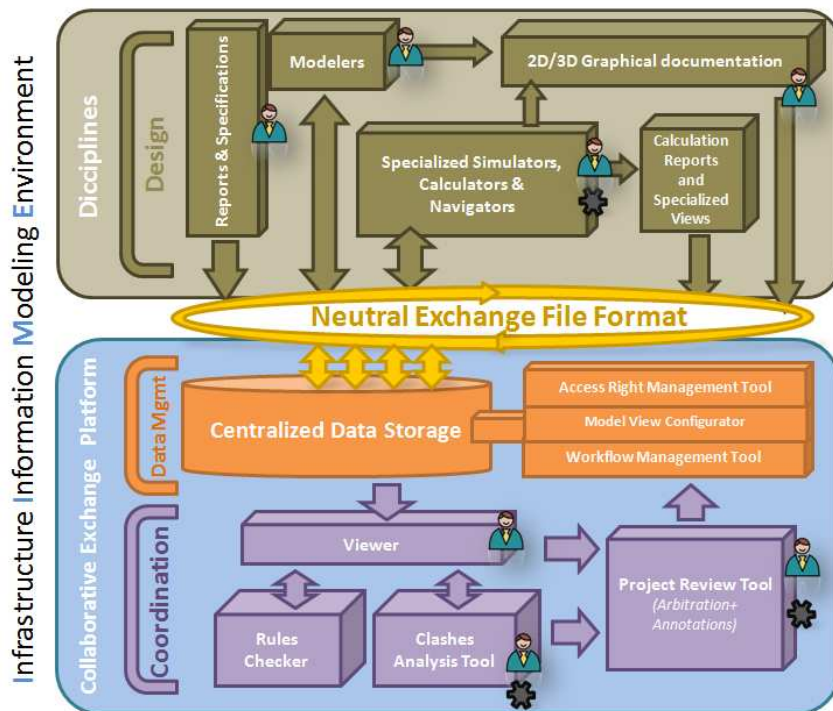 Infrastructure Information Modeling Environment
Dicciplines
Design
Reports & Specifications
Modelers
2D/3D Graphical documentation
Specialized Simulators,
Calculators &
Navigators
Calculation
Reports
and
Specialized
Views
Neutral Exchange File Format
Collaborative Exchange Platform
DataMgmt
Centralized Data Storage
Access Right Management Tool
Model View Configurator
Workflow Management Tool
Coordination
Viewer
Rules
Checker
Clashes
Analysis Tool
Project Review Tool
(Arbitration+
Annotations)